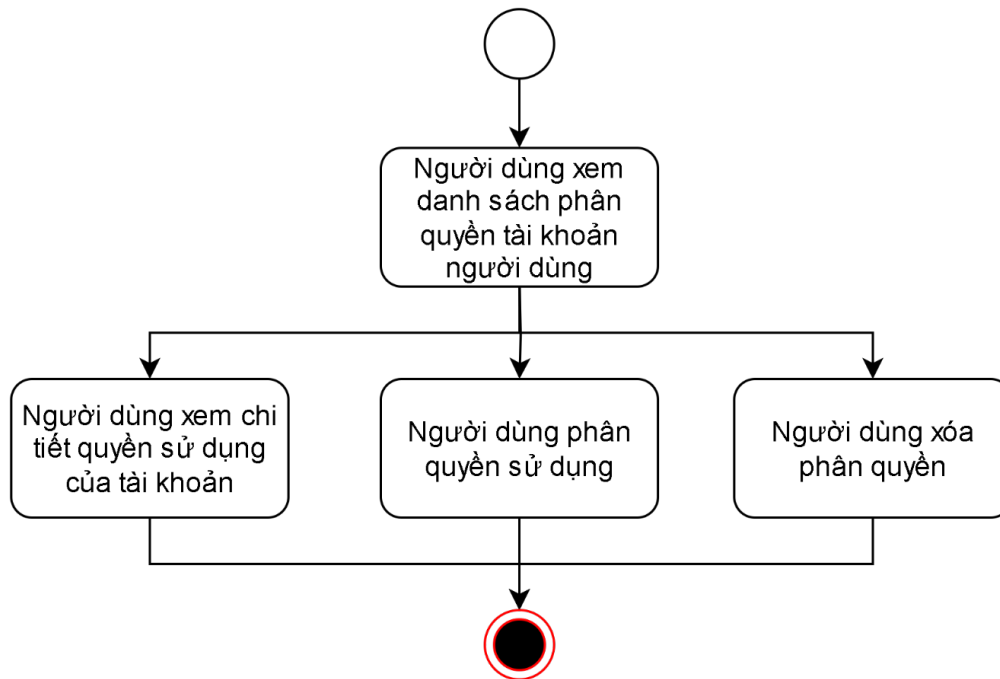 Người dùng xem
danh sách phân
quyền tài khoản
người dùng
Người dùng xem chi
tiết quyền sử dụng
của tài khoản
Người dùng phân
quyền sử dụng
Người dùng xóa
phân quyền